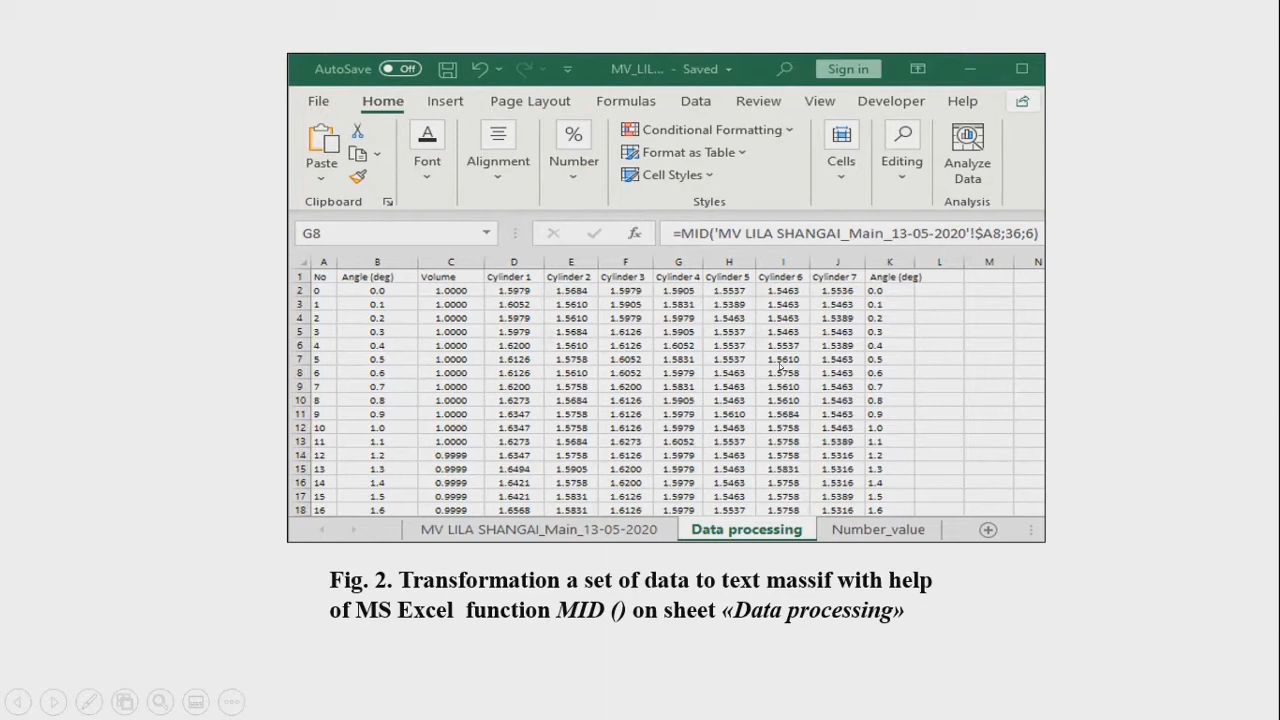 AutoSave Off MV_LIL... - Saved Sign in
File Home Insert Page Layout Formulas Data Review View Developer Help
Paste Font Alignment Number Conditional Formatting Format as Table Cell Styles Cells Editing Analyze Data
Clipboard Styles Analysis
G8 fx =MID('MV LILA SHANGAI_Main_13-05-2020'!$A8;36;6)
A B C D E F G H I J K L M N
1 No Angle (deg) Volume Cylinder 1 Cylinder 2 Cylinder 3 Cylinder 4 Cylinder 5 Cylinder 6 Cylinder 7 Angle (deg)
2 0 0.0 1.0000 1.5979 1.5684 1.5979 1.5905 1.5537 1.5463 1.5536 0.0
3 1 0.1 1.0000 1.6052 1.5610 1.5905 1.5831 1.5389 1.5463 1.5463 0.1
4 2 0.2 1.0000 1.5979 1.5610 1.5979 1.5979 1.5463 1.5463 1.5389 0.2
5 3 0.3 1.0000 1.5979 1.5684 1.6126 1.5905 1.5537 1.5463 1.5463 0.3
6 4 0.4 1.0000 1.6200 1.5610 1.6126 1.6052 1.5537 1.5537 1.5389 0.4
7 5 0.5 1.0000 1.6126 1.5758 1.6052 1.5831 1.5537 1.5610 1.5463 0.5
8 6 0.6 1.0000 1.6126 1.5610 1.6052 1.5979 1.5463 1.5758 1.5463 0.6
9 7 0.7 1.0000 1.6200 1.5758 1.6200 1.5831 1.5463 1.5610 1.5463 0.7
10 8 0.8 1.0000 1.6273 1.5684 1.6126 1.5905 1.5463 1.5610 1.5463 0.8
11 9 0.9 1.0000 1.6347 1.5758 1.6126 1.5979 1.5610 1.5684 1.5463 0.9
12 10 1.0 1.0000 1.6347 1.5758 1.6126 1.5979 1.5463 1.5758 1.5463 1.0
13 11 1.1 1.0000 1.6273 1.5684 1.6273 1.6052 1.5537 1.5758 1.5389 1.1
14 12 1.2 0.9999 1.6347 1.5758 1.6126 1.5979 1.5463 1.5758 1.5316 1.2
15 13 1.3 0.9999 1.6494 1.5905 1.6200 1.5979 1.5463 1.5831 1.5316 1.3
16 14 1.4 0.9999 1.6421 1.5758 1.6200 1.5979 1.5463 1.5758 1.5316 1.4
17 15 1.5 0.9999 1.6421 1.5831 1.6126 1.5979 1.5463 1.5758 1.5389 1.5
18 16 1.6 0.9999 1.6568 1.5831 1.6126 1.5979 1.5537 1.5758 1.5316 1.6
MV LILA SHANGAI_Main_13-05-2020 Data processing Number_value
Fig. 2. Transformation a set of data to text massif with help
of MS Excel function MID () on sheet «Data processing»